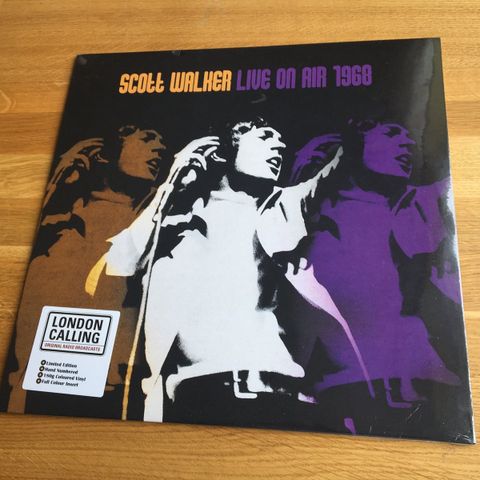 SCOTT WALKER LIVE ON AIR 1968
LONDON
CALLING
ORIGINAL RADIO BROADCASTS
Limited Edition
Hand Numbered
190g Coloured Vinyl
Full Colour Insert